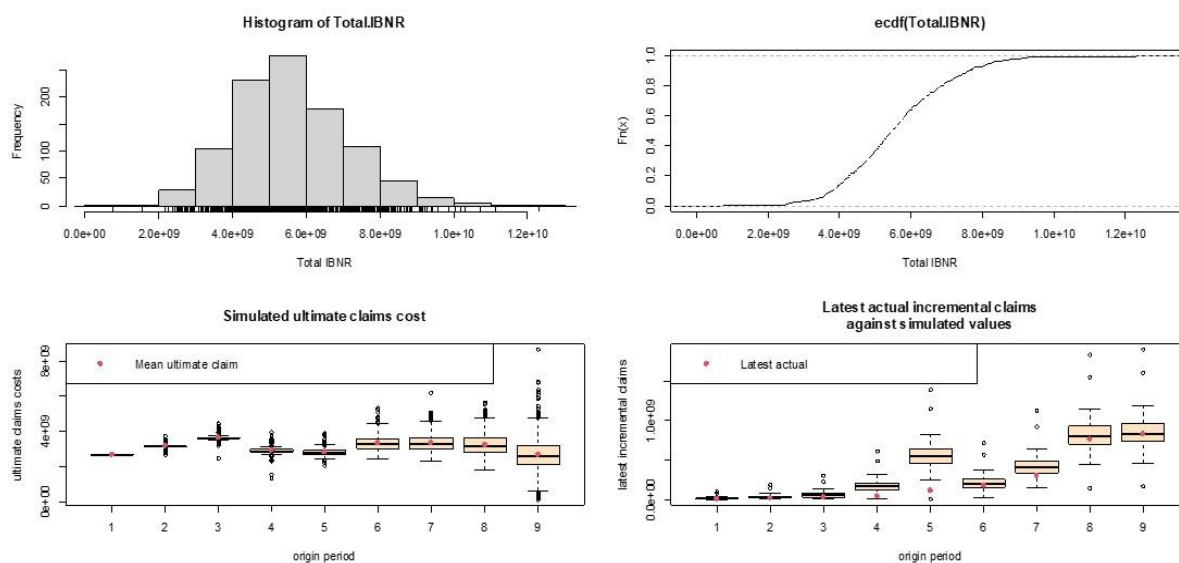 Histogram of Total.IBNR
Frequency
0 50 100 200
0.0e+00 2.0e+09 4.0e+09 6.0e+09 8.0e+09 1.0e+10 1.2e+10
Total IBNR
ecdf(Total.IBNR)
Fn(x)
0.0 0.2 0.4 0.6 0.8 1.0
0.0e+00 2.0e+09 4.0e+09 6.0e+09 8.0e+09 1.0e+10 1.2e+10
Total IBNR
Simulated ultimate claims cost
Mean ultimate claim
ultimate claims costs
0e+00 4e+09 8e+09
1 2 3 4 5 6 7 8 9
origin period
Latest actual incremental claims
against simulated values
Latest actual
latest incremental claims
0.0e+00 1.0e+09
1 2 3 4 5 6 7 8 9
origin period